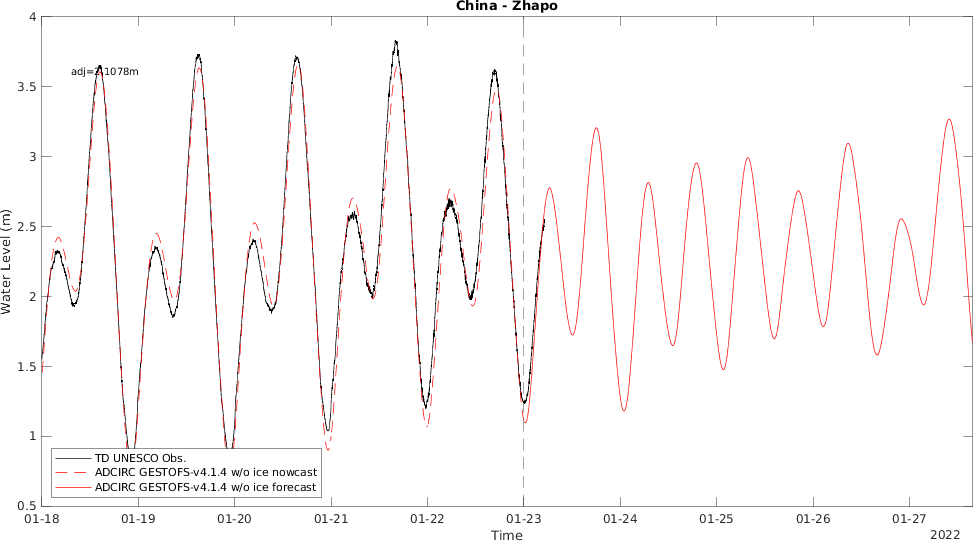 China - Zhapo
4
adj=2.1078m
3.5
3
2.5
Water Level (m)
2
1.5
1
TD UNESCO Obs.
ADCIRC GESTOFS-v4.1.4 w/o ice nowcast
ADCIRC GESTOFS-v4.1.4 w/o ice forecast
0.5
01-18 01-19 01-20 01-21 01-22 01-23 01-24 01-25 01-26 01-27
Time
2022